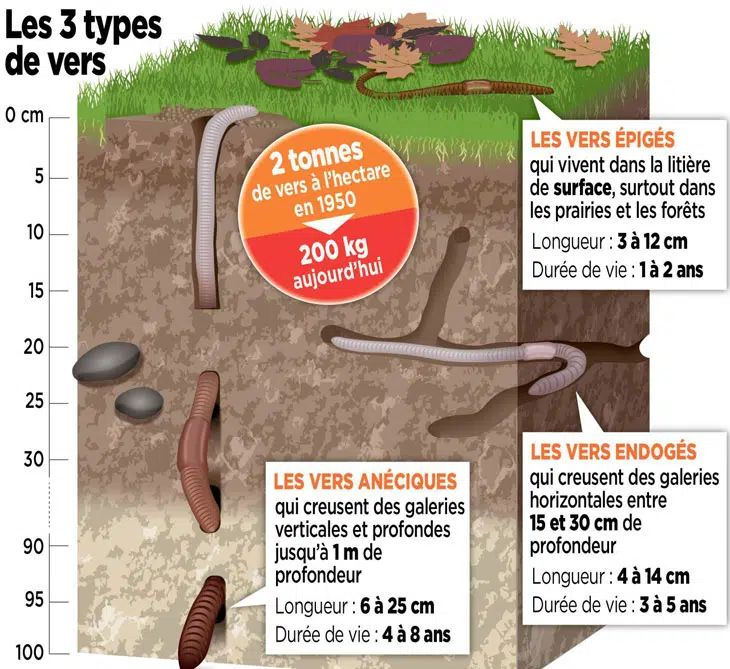 Les 3 types
de vers
0 cm
5
10
15
20
25
30
90
95
100
2 tonnes
de vers à l'hectare
en 1950
200 kg
aujourd'hui
LES VERS ÉPIGÉS
qui vivent dans la litière
de surface, surtout dans
les prairies et les forêts
Longueur : 3 à 12 cm
Durée de vie : 1 à 2 ans
LES VERS ANÉCIQUES
qui creusent des galeries
verticales et profondes
jusqu'à 1 m de
profondeur
Longueur : 6 à 25 cm
Durée de vie : 4 à 8 ans
LES VERS ENDOGÉS
qui creusent des galeries
horizontales entre
15 et 30 cm de
profondeur
Longueur : 4 à 14 cm
Durée de vie : 3 à 5 ans